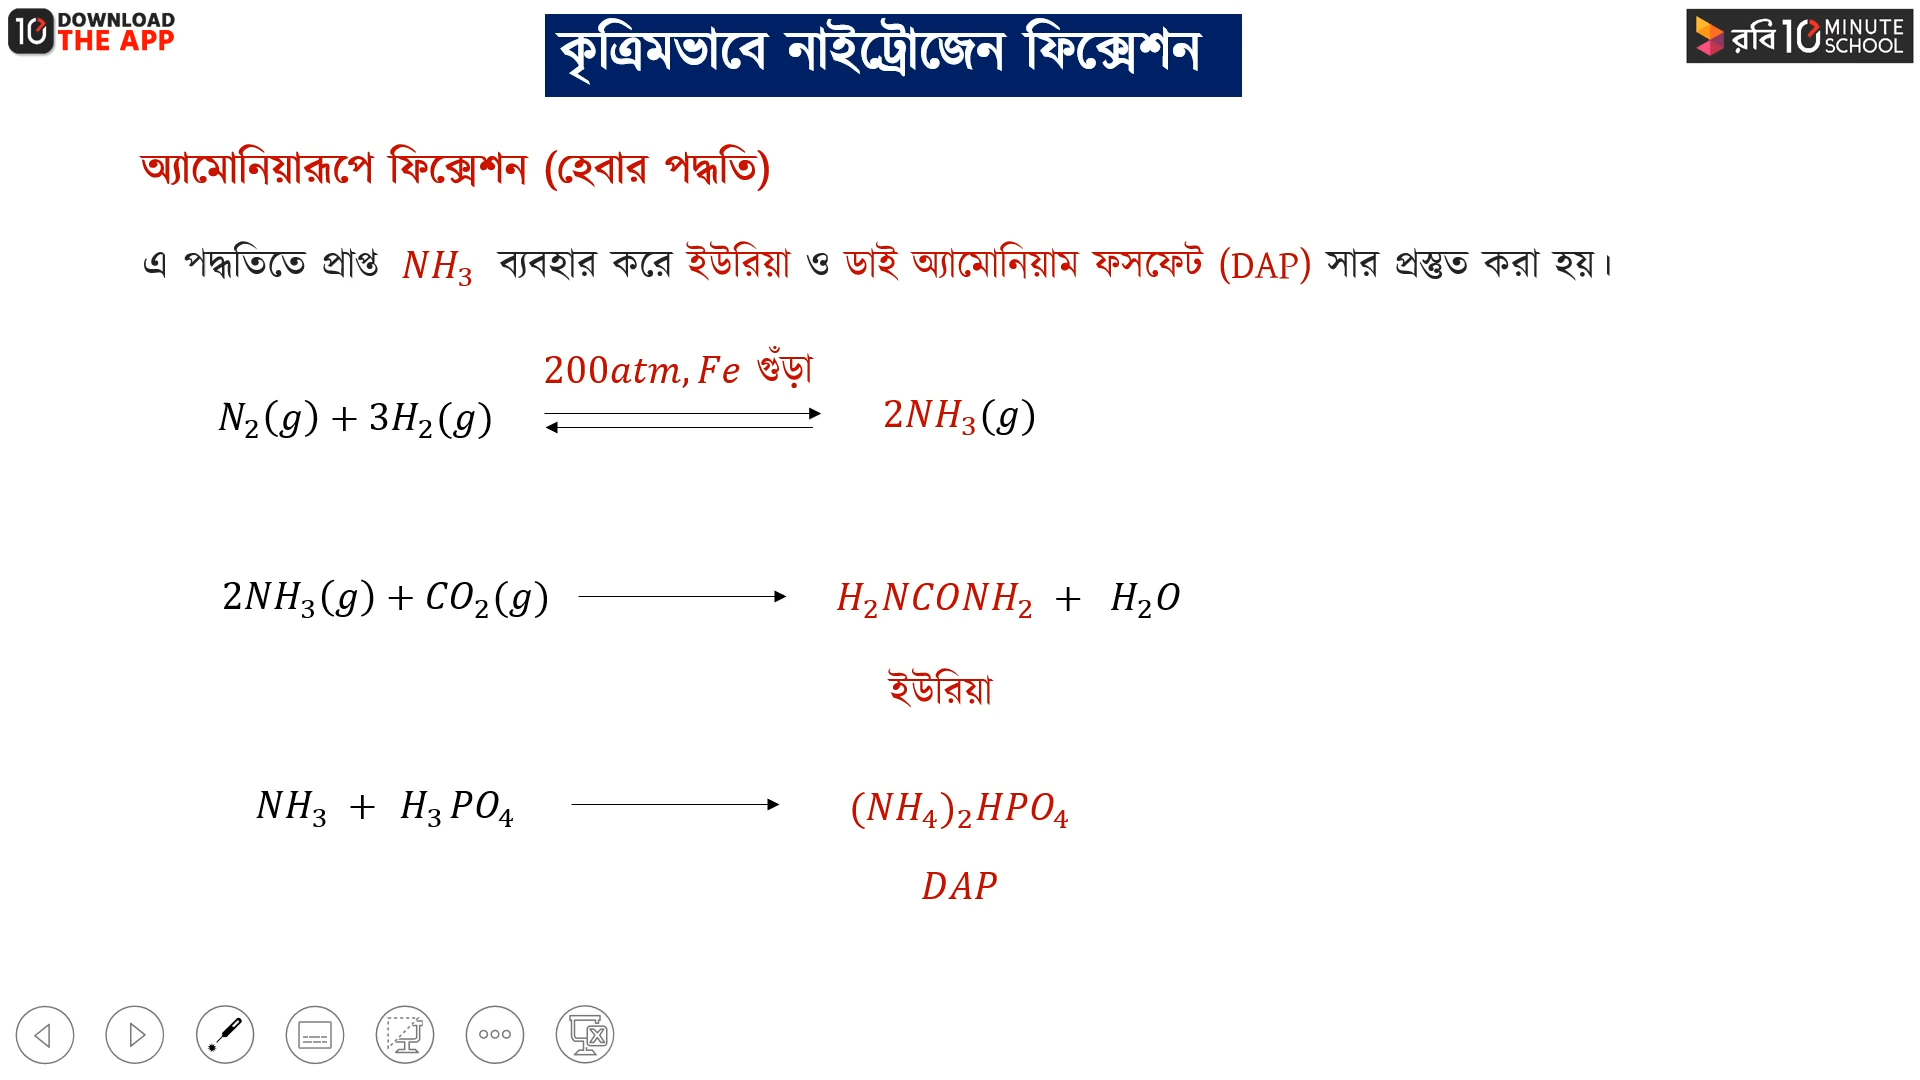 DOWNLOAD
THE APP
কৃত্রিমভাবে নাইট্রোজেন ফিক্সেশন
রবি 10 MINUTE SCHOOL
অ্যামোনিয়ারূপে ফিক্সেশন (হেবার পদ্ধতি)
এ পদ্ধতিতে প্রাপ্ত NH₃ ব্যবহার করে ইউরিয়া ও ডাই অ্যামোনিয়াম ফসফেট (DAP) সার প্রস্তুত করা হয়।
200atm, Fe গুঁড়া
N₂(g) + 3H₂(g) ⇌ 2NH₃(g)
2NH₃(g) + CO₂(g) ⟶ H₂NCONH₂ + H₂O
ইউরিয়া
NH₃ + H₃PO₄ ⟶ (NH₄)₂HPO₄
DAP